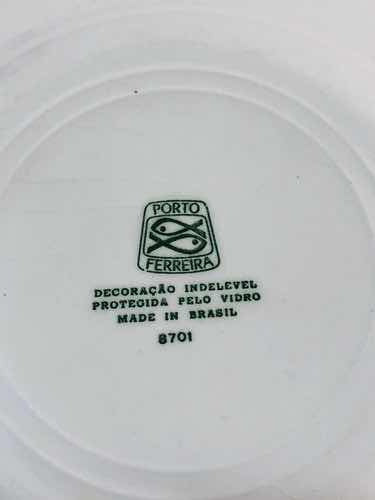 PORTO
FERREIRA
DECORAÇÃO INDELEVEL
PROTEGIDA PELO VIDRO
MADE IN BRASIL
8701